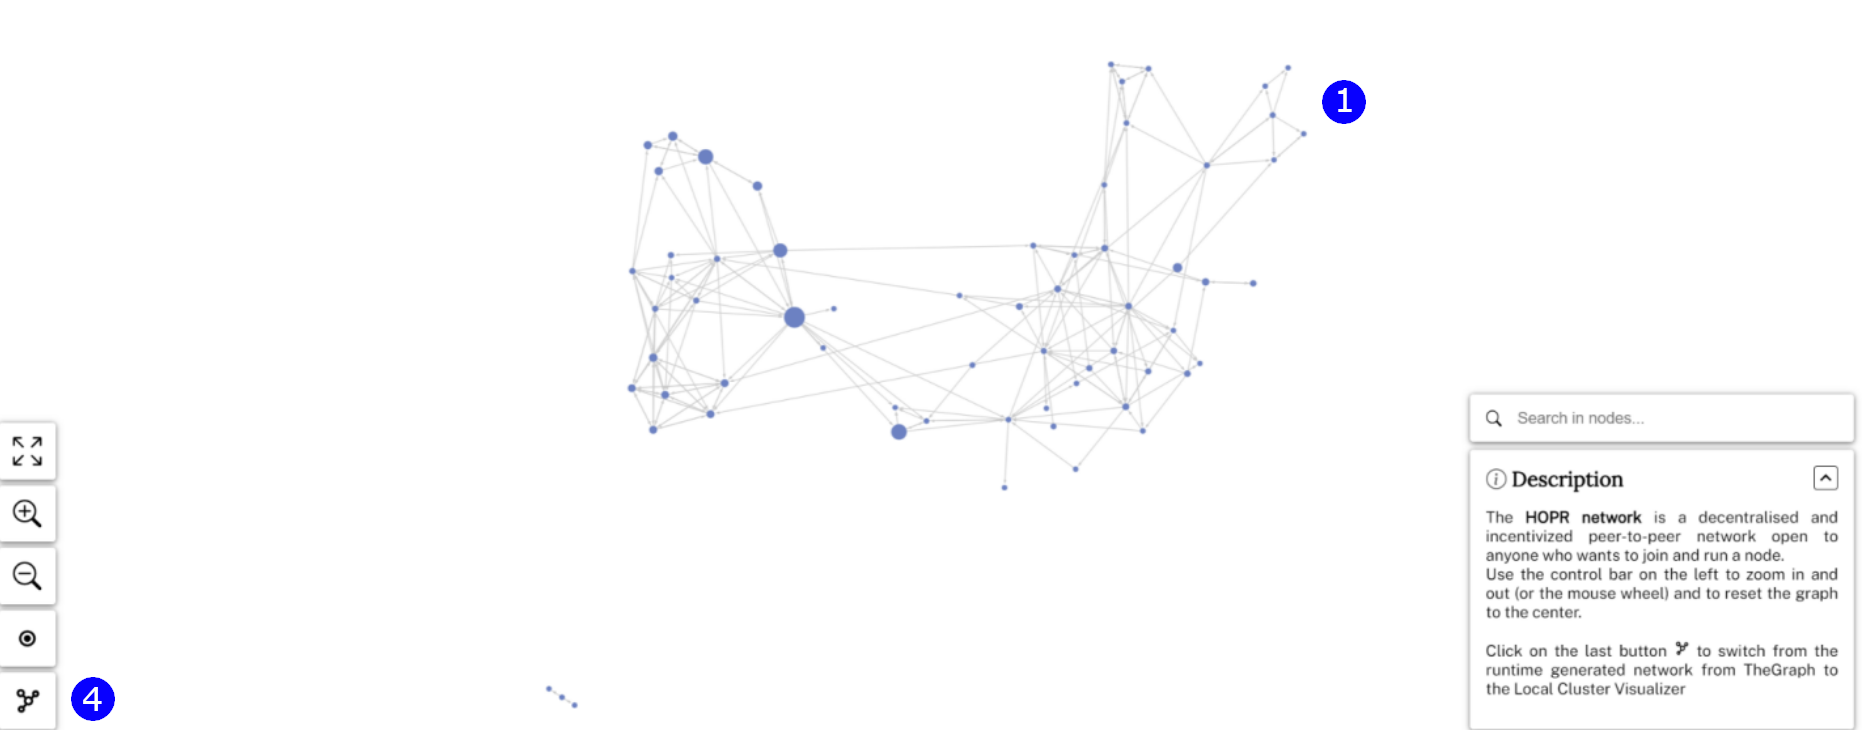 1
Search in nodes...
Description
The HOPR network is a decentralised and
incentivized peer-to-peer network open to
anyone who wants to join and run a node.
Use the control bar on the left to zoom in and
out (or the mouse wheel) and to reset the graph
to the center.
Click on the last button to switch from the
runtime generated network from TheGraph to
the Local Cluster Visualizer
4